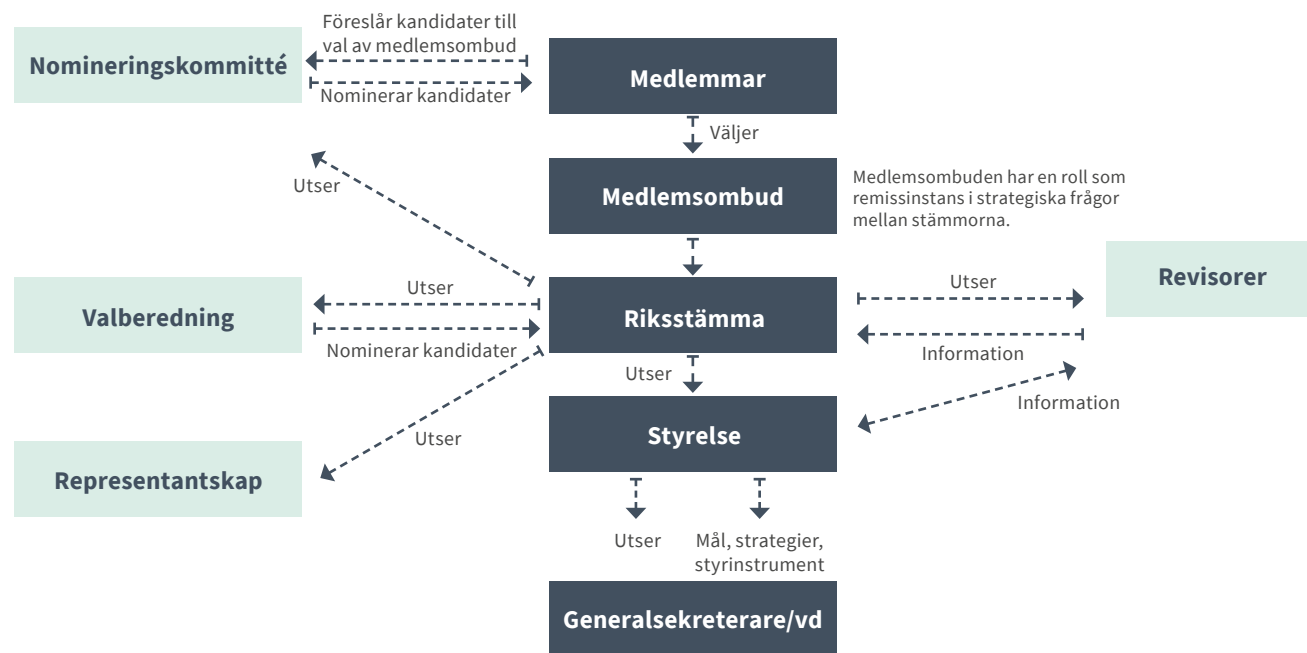 Föreslår kandidater till
val av medlemsombud
Nomineringskommitté
Nominerar kandidater
Medlemmar
Väljer
Utser
Medlemsombud
Medlemsombuden har en roll som
remissinstans i strategiska frågor
mellan stämmorna.
Valberedning
Utser
Nominerar kandidater
Riksstämma
Utser
Information
Revisorer
Utser
Information
Styrelse
Utser
Representantskap
Utser
Mål, strategier,
styrinstrument
Generalsekreterare/vd